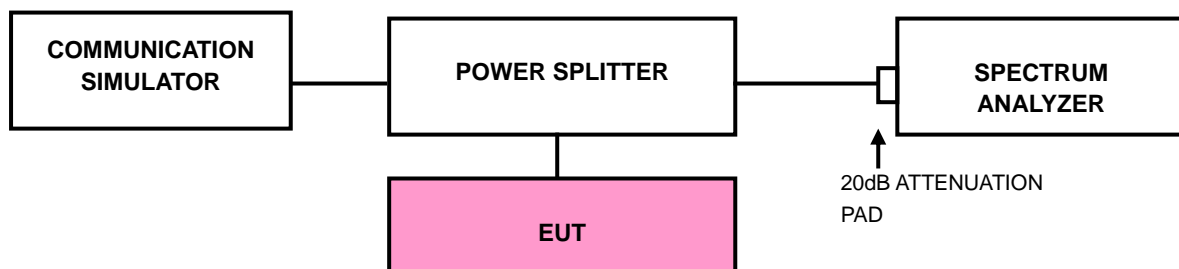 COMMUNICATION
SIMULATOR
POWER SPLITTER
SPECTRUM
ANALYZER
20dB ATTENUATION
PAD
EUT